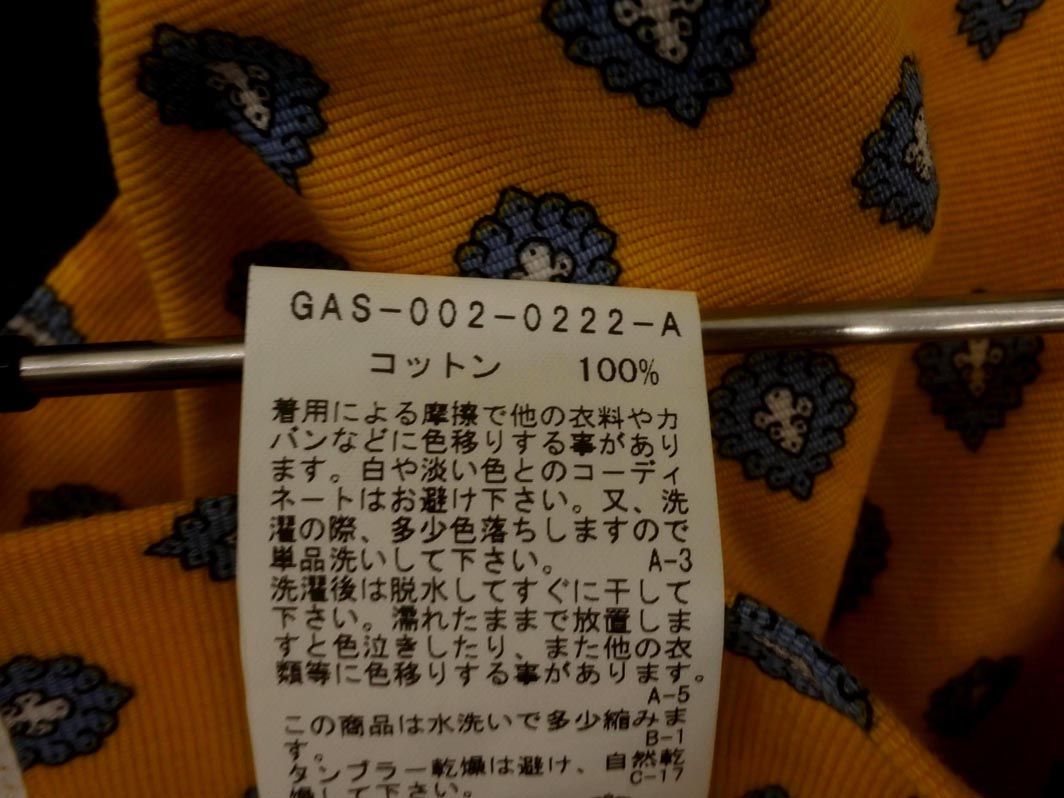 GAS-002-0222-A
コットン 100%
着用による摩擦で他の衣料やカ
バンなどに色移りする事があり
ます。白や淡い色とのコーディ
ネートはお避け下さい。又、洗
濯の際、多少色落ちしますので
単品洗いして下さい。 A-3
洗濯後は脱水してすぐに干して
下さい。濡れたままで放置しま
すと色泣きしたり、また他の衣
類等に色移りする事があります。
A-5
この商品は水洗いで多少縮みま
す。 B-1
タンブラー乾燥は避け、自然乾
燥して下さい。 C-17